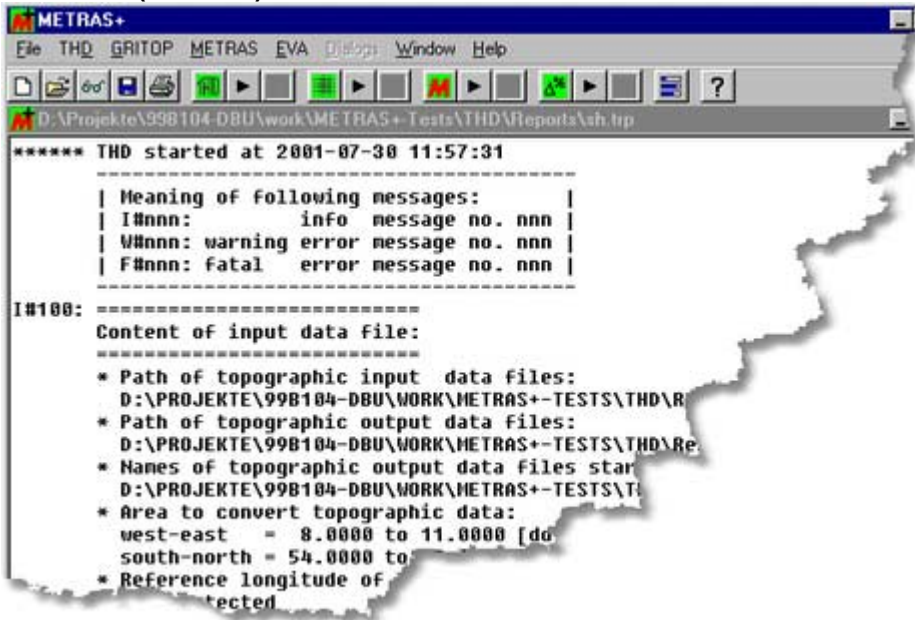 METRAS+
File THD GRITOP METRAS EVA Dialogs Window Help
D:\Projekte\99B104-DBU\work\METRAS+-Tests\THD\Reports\sh.trp
****** THD started at 2001-07-30 11:57:31
------------------------------------------
| Meaning of following messages: |
| I#nnn: info message no. nnn |
| W#nnn: warning error message no. nnn |
| F#nnn: fatal error message no. nnn |
------------------------------------------
I#100: ============================
Content of input data file:
============================
* Path of topographic input data files:
D:\PROJEKTE\99B104-DBU\WORK\METRAS+-TESTS\THD\R
* Path of topographic output data files:
D:\PROJEKTE\99B104-DBU\WORK\METRAS+-TESTS\THD\Re
* Names of topographic output data files star
D:\PROJEKTE\99B104-DBU\WORK\METRAS+-TESTS\T
* Area to convert topographic data:
west-east = 8.0000 to 11.0000 [d
south-north = 54.0000 to
* Reference longitude of
tected